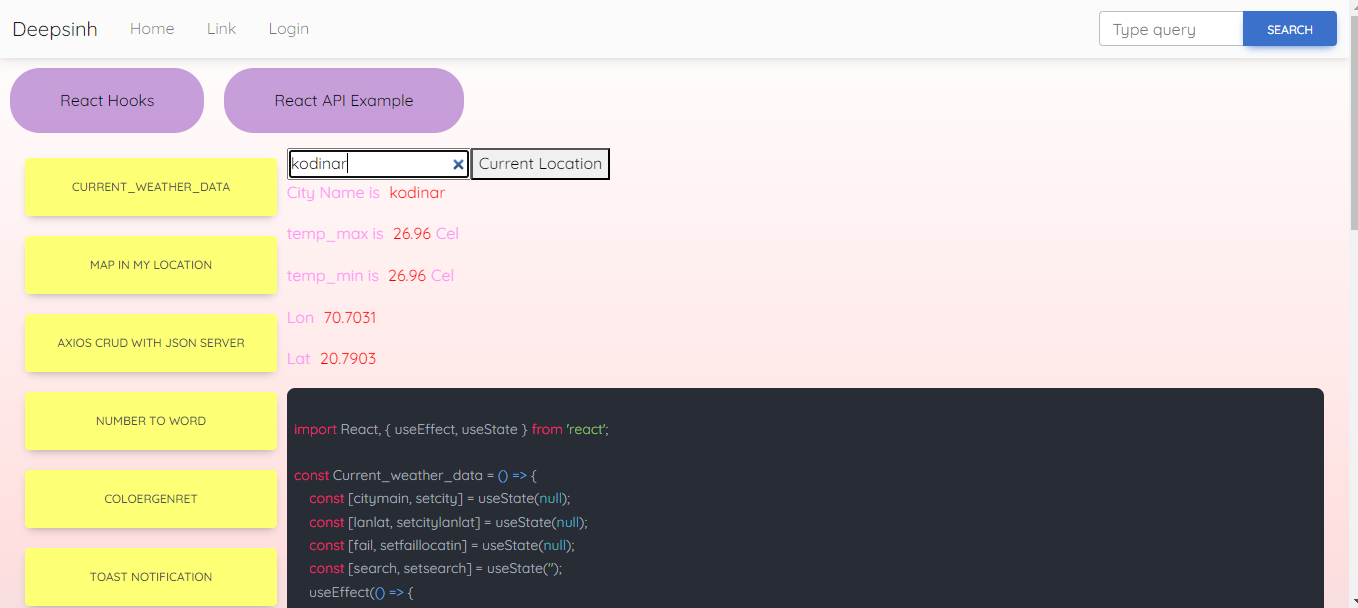 Deepsinh Home Link Login Type query SEARCH
React Hooks React API Example
kodinar Current Location
CURRENT_WEATHER_DATA
MAP IN MY LOCATION
AXIOS CRUD WITH JSON SERVER
NUMBER TO WORD
COLOERGENRET
TOAST NOTIFICATION
City Name is kodinar
temp_max is 26.96 Cel
temp_min is 26.96 Cel
Lon 70.7031
Lat 20.7903
import React, { useEffect, useState } from 'react';
const Current_weather_data = () => {
const [citymain, setcity] = useState(null);
const [lanlat, setcitylanlat] = useState(null);
const [fail, setfaillocatin] = useState(null);
const [search, setsearch] = useState('');
useEffect(() => {